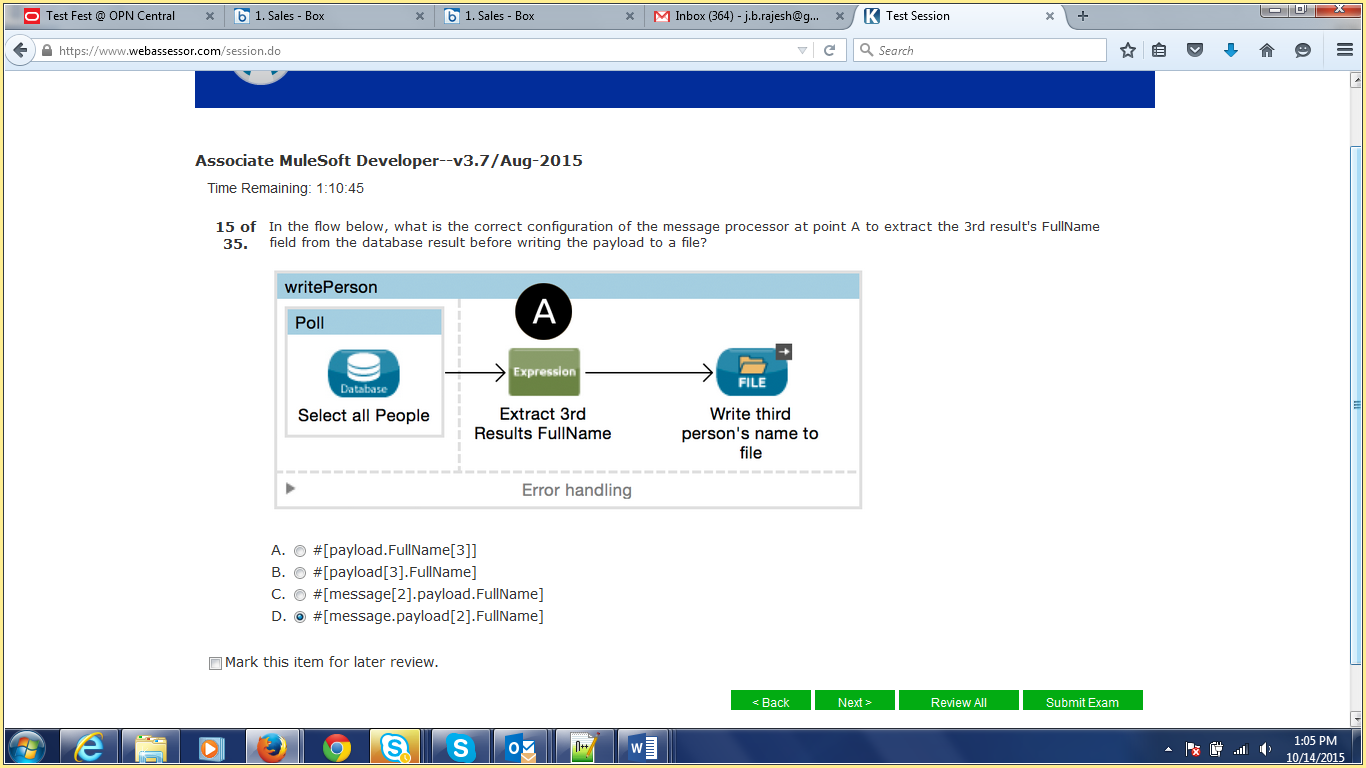 Test Fest @ OPN Central
1. Sales - Box
1. Sales - Box
Inbox (364) - j.b.rajesh@g...
Test Session
https://www.webassessor.com/session.do
Search
Associate MuleSoft Developer--v3.7/Aug-2015
Time Remaining: 1:10:45
15 of 35. In the flow below, what is the correct configuration of the message processor at point A to extract the 3rd result's FullName
field from the database result before writing the payload to a file?
writePerson
A
Poll
Database
Expression
FILE
Select all People
Extract 3rd
Results FullName
Write third
person's name to
file
Error handling
A. #[payload.FullName[3]]
B. #[payload[3].FullName]
C. #[message[2].payload.FullName]
D. #[message.payload[2].FullName]
Mark this item for later review.
< Back
Next >
Review All
Submit Exam
1:05 PM
10/14/2015